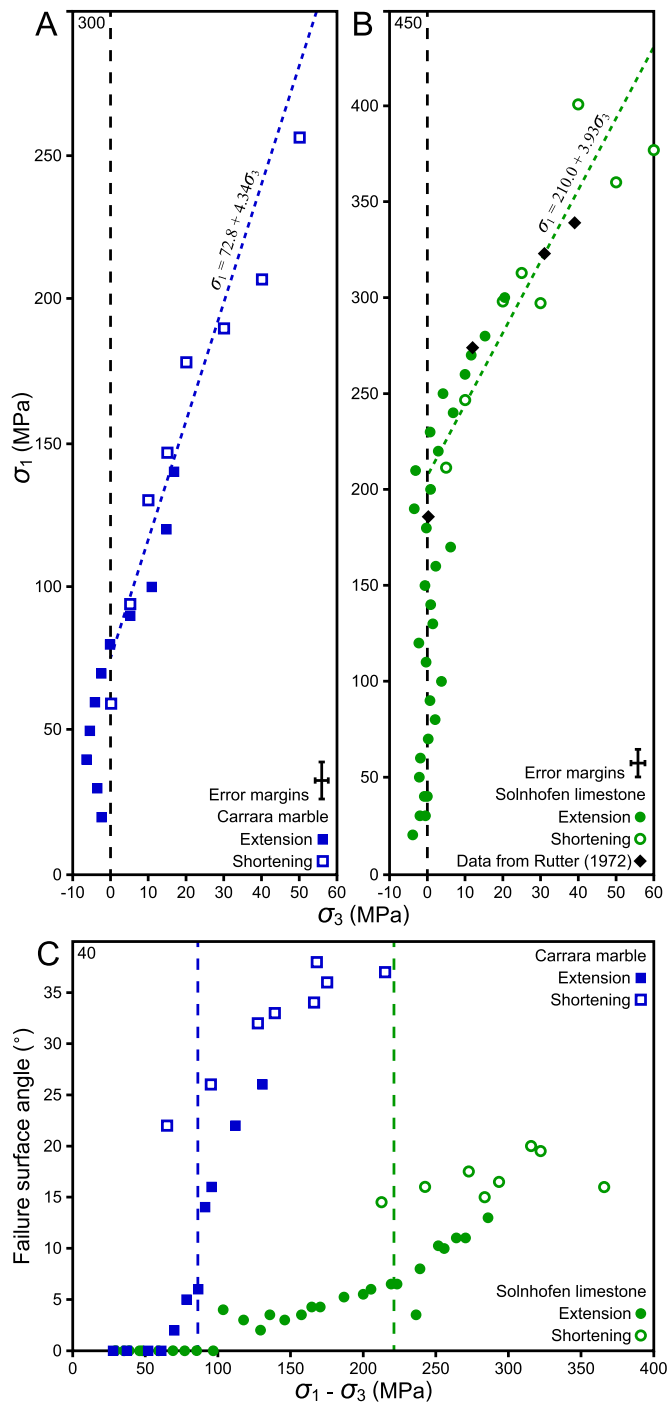 A
300
250
200
150
100
50
0
σ1 (MPa)
σ1 = 72.8 + 4.34σ3
Error margins
Carrara marble
Extension
Shortening
-10 0 10 20 30 40 50 60
B
450
400
350
300
250
200
150
100
50
0
σ1 = 210.0 + 3.93σ3
Error margins
Solnhofen limestone
Extension
Shortening
Data from Rutter (1972)
-10 0 10 20 30 40 50 60
σ3 (MPa)
C
40
35
30
25
20
15
10
5
0
Failure surface angle (°)
Carrara marble
Extension
Shortening
Solnhofen limestone
Extension
Shortening
0 50 100 150 200 250 300 350 400
σ1 - σ3 (MPa)